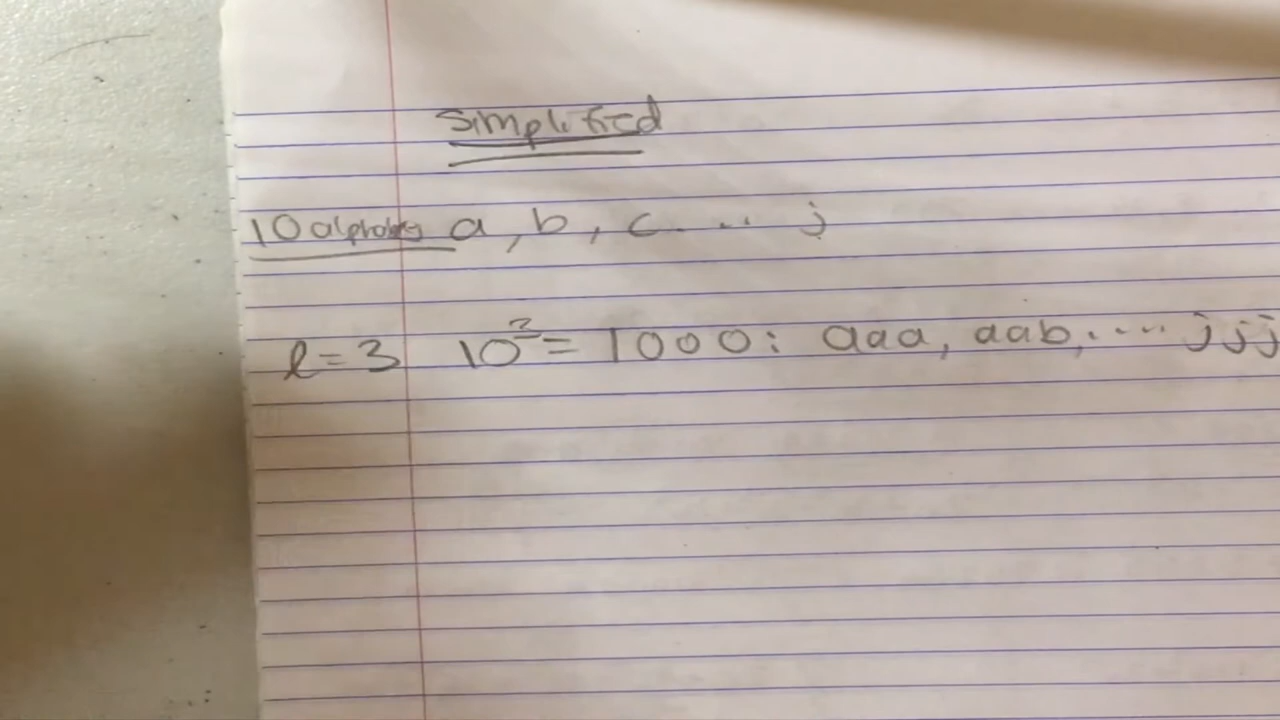 Simplified
10 alphabets a, b, c.... j
l = 3 10³ = 1000: aaa, aab, .... jjj